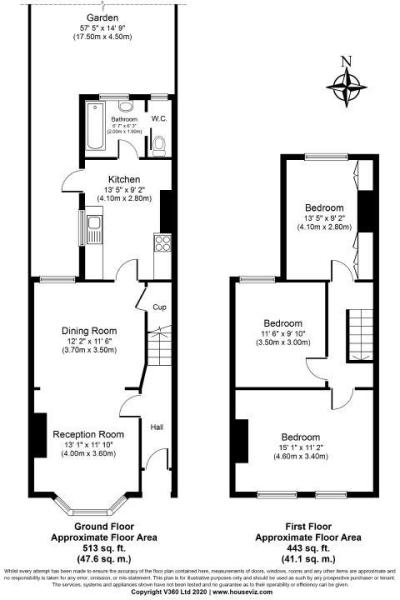 Garden
57' 5" x 14' 9"
(17.50m x 4.50m)
N
Bathroom
6' 7" x 6' 3"
(2.00m x 1.90m)
W.C.
Kitchen
13' 5" x 9' 2"
(4.10m x 2.80m)
Bedroom
13' 5" x 9' 2"
(4.10m x 2.80m)
Cup
Dining Room
12' 2" x 11' 6"
(3.70m x 3.50m)
Bedroom
11' 6" x 9' 10"
(3.50m x 3.00m)
Reception Room
13' 1" x 11' 10"
(4.00m x 3.60m)
Hall
Bedroom
15' 1" x 11' 2"
(4.60m x 3.40m)
Ground Floor
Approximate Floor Area
513 sq. ft.
(47.6 sq. m.)
First Floor
Approximate Floor Area
443 sq. ft.
(41.1 sq. m.)
Whilst every attempt has been made to ensure the accuracy of the floor plan contained here, measurements of doors, windows, rooms and any other items are approximate and
no responsibility is taken for any error, omission, or mis-statement. This plan is for illustrative purposes only and should be used as such by any prospective purchaser or tenant.
The services, systems and appliances shown have not been tested and no guarantee as to their operability or efficiency can be given.
Copyright V360 Ltd 2020 | www.houseviz.com